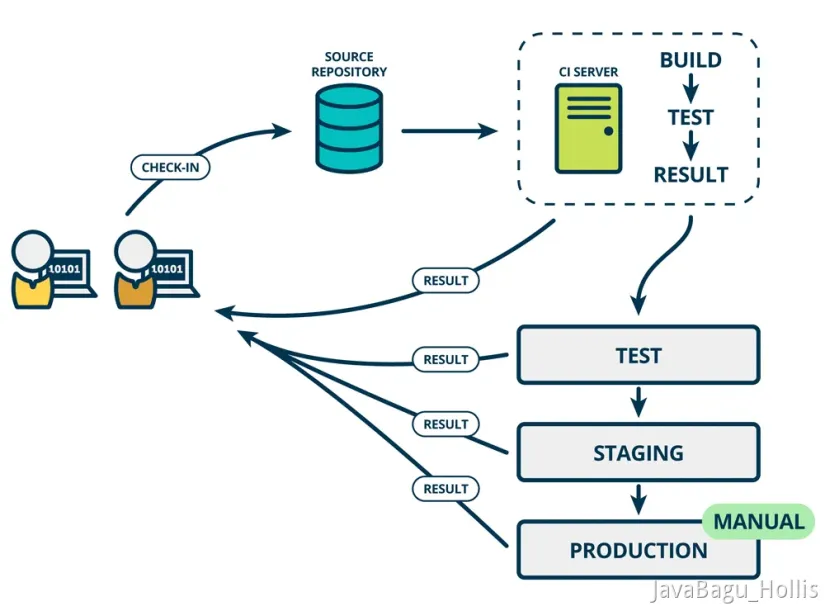 SOURCE
REPOSITORY
CI SERVER
BUILD
TEST
RESULT
CHECK-IN
10101
10101
RESULT
RESULT
TEST
RESULT
STAGING
RESULT
MANUAL
PRODUCTION
JavaBagu_Hollis